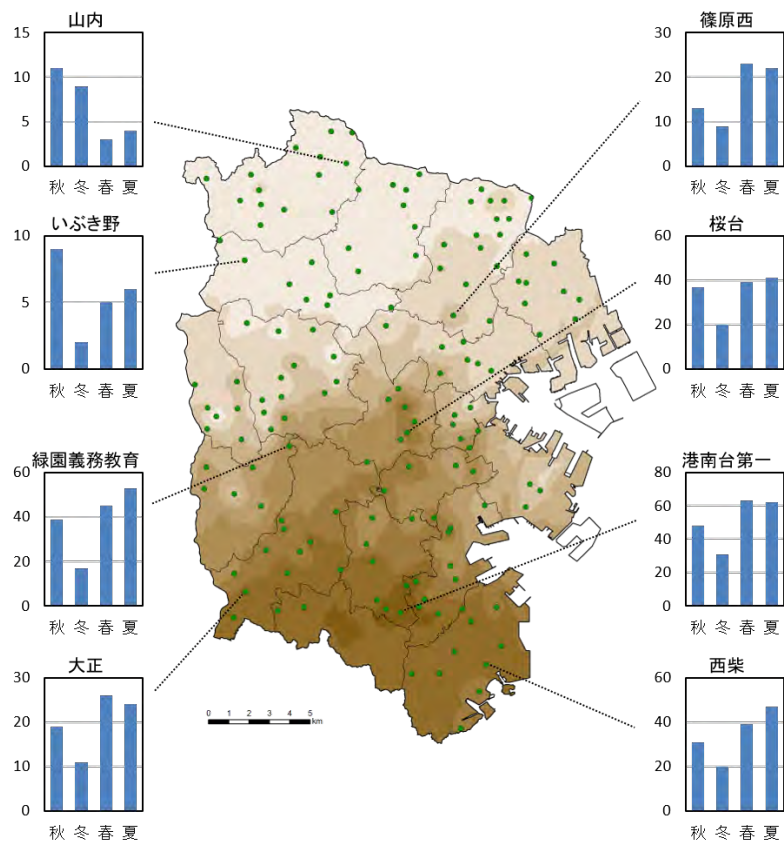 山内
15
10
5
0
秋 冬 春 夏
いぶき野
10
5
0
秋 冬 春 夏
緑園義務教育
60
40
20
0
秋 冬 春 夏
大正
30
20
10
0
秋 冬 春 夏
0 1 2 3 4 5
km
篠原西
30
20
10
0
秋 冬 春 夏
桜台
60
40
20
0
秋 冬 春 夏
港南台第一
80
60
40
20
0
秋 冬 春 夏
西柴
60
40
20
0
秋 冬 春 夏